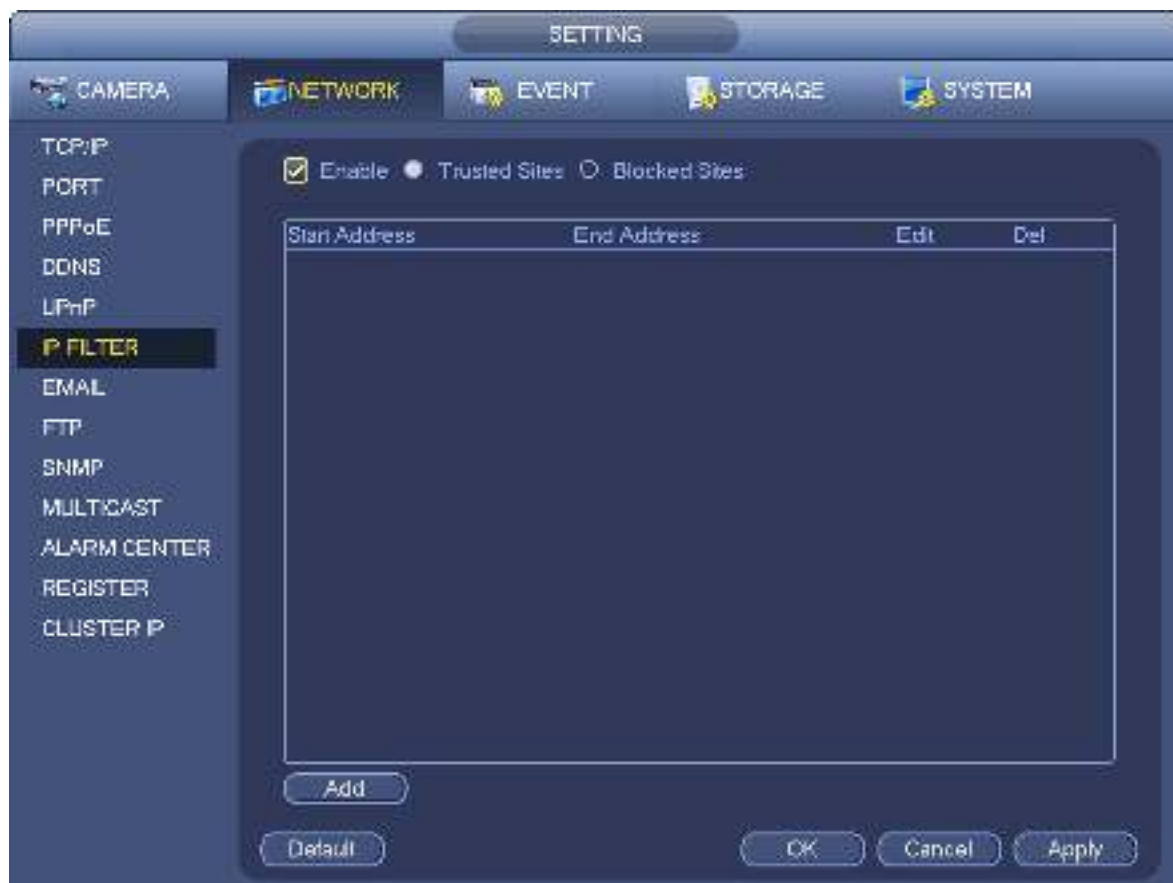 SETTING
CAMERA NETWORK EVENT STORAGE SYSTEM
TCP/IP
PORT
PPPoE
DDNS
UPnP
IP FILTER
EMAIL
FTP
SNMP
MULTICAST
ALARM CENTER
REGISTER
CLUSTER IP
Enable Trusted Sites Blocked Sites
Start Address End Address Edit Del
Add
Default OK Cancel Apply